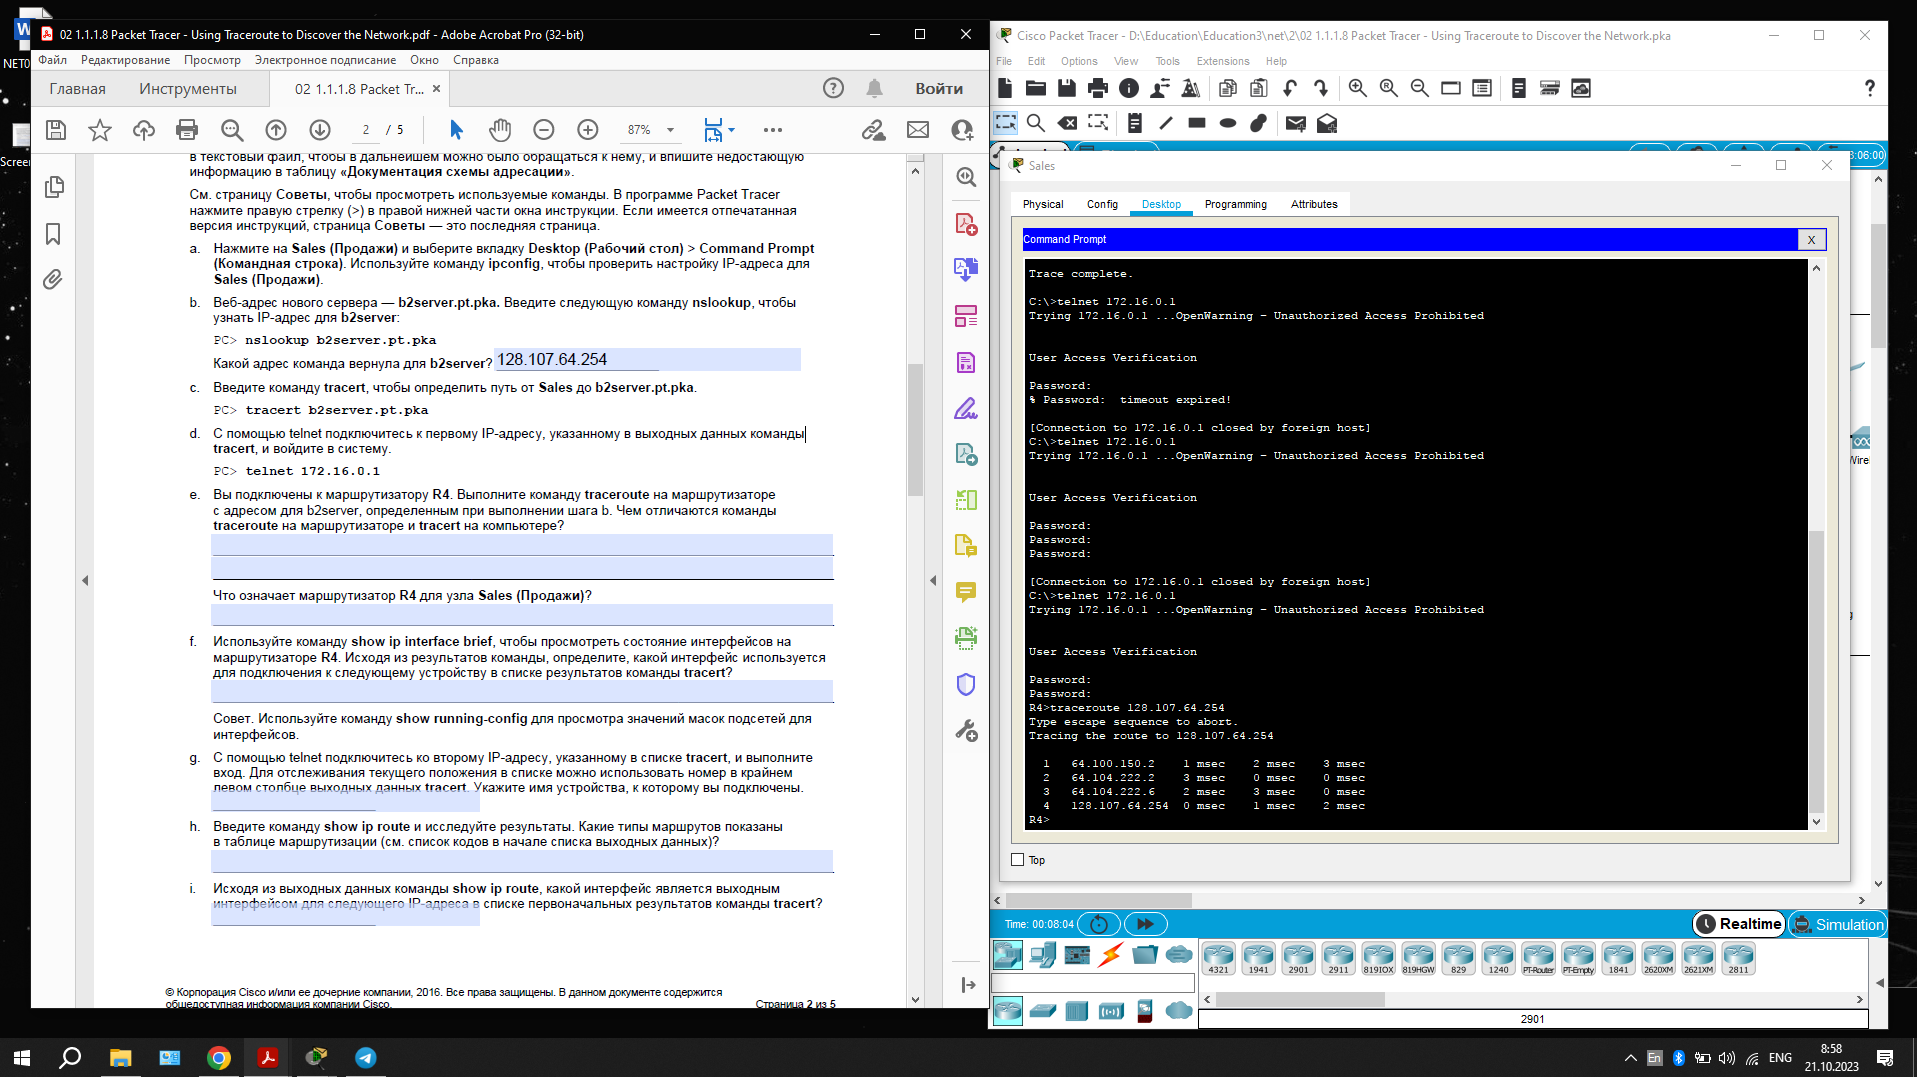 NET0
Screen
02 1.1.1.8 Packet Tracer - Using Traceroute to Discover the Network.pdf - Adobe Acrobat Pro (32-bit)
Файл Редактирование Просмотр Электронное подписание Окно Справка
Главная Инструменты 02 1.1.1.8 Packet Tr... × Войти
2 / 5 87%
в текстовый файл, чтобы в дальнейшем можно было обращаться к нему, и впишите недостающую
информацию в таблицу «Документация схемы адресации».
См. страницу Советы, чтобы просмотреть используемые команды. В программе Packet Tracer
нажмите правую стрелку (>) в правой нижней части окна инструкции. Если имеется отпечатанная
версия инструкций, страница Советы — это последняя страница.
a. Нажмите на Sales (Продажи) и выберите вкладку Desktop (Рабочий стол) > Command Prompt
(Командная строка). Используйте команду ipconfig, чтобы проверить настройку IP-адреса для
Sales (Продажи).
b. Веб-адрес нового сервера — b2server.pt.pka. Введите следующую команду nslookup, чтобы
узнать IP-адрес для b2server:
PC> nslookup b2server.pt.pka
Какой адрес команда вернула для b2server? 128.107.64.254
c. Введите команду tracert, чтобы определить путь от Sales до b2server.pt.pka.
PC> tracert b2server.pt.pka
d. С помощью telnet подключитесь к первому IP-адресу, указанному в выходных данных команды
tracert, и войдите в систему.
PC> telnet 172.16.0.1
e. Вы подключены к маршрутизатору R4. Выполните команду traceroute на маршрутизаторе
с адресом для b2server, определенным при выполнении шага b. Чем отличаются команды
traceroute на маршрутизаторе и tracert на компьютере?
Что означает маршрутизатор R4 для узла Sales (Продажи)?
f. Используйте команду show ip interface brief, чтобы просмотреть состояние интерфейсов на
маршрутизаторе R4. Исходя из результатов команды, определите, какой интерфейс используется
для подключения к следующему устройству в списке результатов команды tracert?
Совет. Используйте команду show running-config для просмотра значений масок подсетей для
интерфейсов.
g. С помощью telnet подключитесь ко второму IP-адресу, указанному в списке tracert, и выполните
вход. Для отслеживания текущего положения в списке можно использовать номер в крайнем
левом столбце выходных данных tracert. Укажите имя устройства, к которому вы подключены.
h. Введите команду show ip route и исследуйте результаты. Какие типы маршрутов показаны
в таблице маршрутизации (см. список кодов в начале списка выходных данных)?
i. Исходя из выходных данных команды show ip route, какой интерфейс является выходным
интерфейсом для следующего IP-адреса в списке первоначальных результатов команды tracert?
© Корпорация Cisco и/или ее дочерние компании, 2016. Все права защищены. В данном документе содержится
общедоступная информация компании Cisco. Страница 2 из 5
Cisco Packet Tracer - D:\Education\Education3\net\2\02 1.1.1.8 Packet Tracer - Using Traceroute to Discover the Network.pka
File Edit Options View Tools Extensions Help
3:06:00
Sales
Physical Config Desktop Programming Attributes
Command Prompt X
Trace complete.
C:\>telnet 172.16.0.1
Trying 172.16.0.1 ...OpenWarning - Unauthorized Access Prohibited
User Access Verification
Password:
% Password:  timeout expired!
[Connection to 172.16.0.1 closed by foreign host]
C:\>telnet 172.16.0.1
Trying 172.16.0.1 ...OpenWarning - Unauthorized Access Prohibited
User Access Verification
Password:
Password:
Password:
[Connection to 172.16.0.1 closed by foreign host]
C:\>telnet 172.16.0.1
Trying 172.16.0.1 ...OpenWarning - Unauthorized Access Prohibited
User Access Verification
Password:
Password:
R4>traceroute 128.107.64.254
Type escape sequence to abort.
Tracing the route to 128.107.64.254
1 64.100.150.2 1 msec 2 msec 3 msec
2 64.104.222.2 3 msec 0 msec 0 msec
3 64.104.222.6 2 msec 3 msec 0 msec
4 128.107.64.254 0 msec 1 msec 2 msec
R4>
Top
Wire
Time: 00:08:04 Realtime Simulation
4321 1941 2901 2911 819IOX 819HGW 829 1240 PT-Router PT-Empty 1841 2620XM 2621XM 2811
2901
En ENG 8:58
21.10.2023